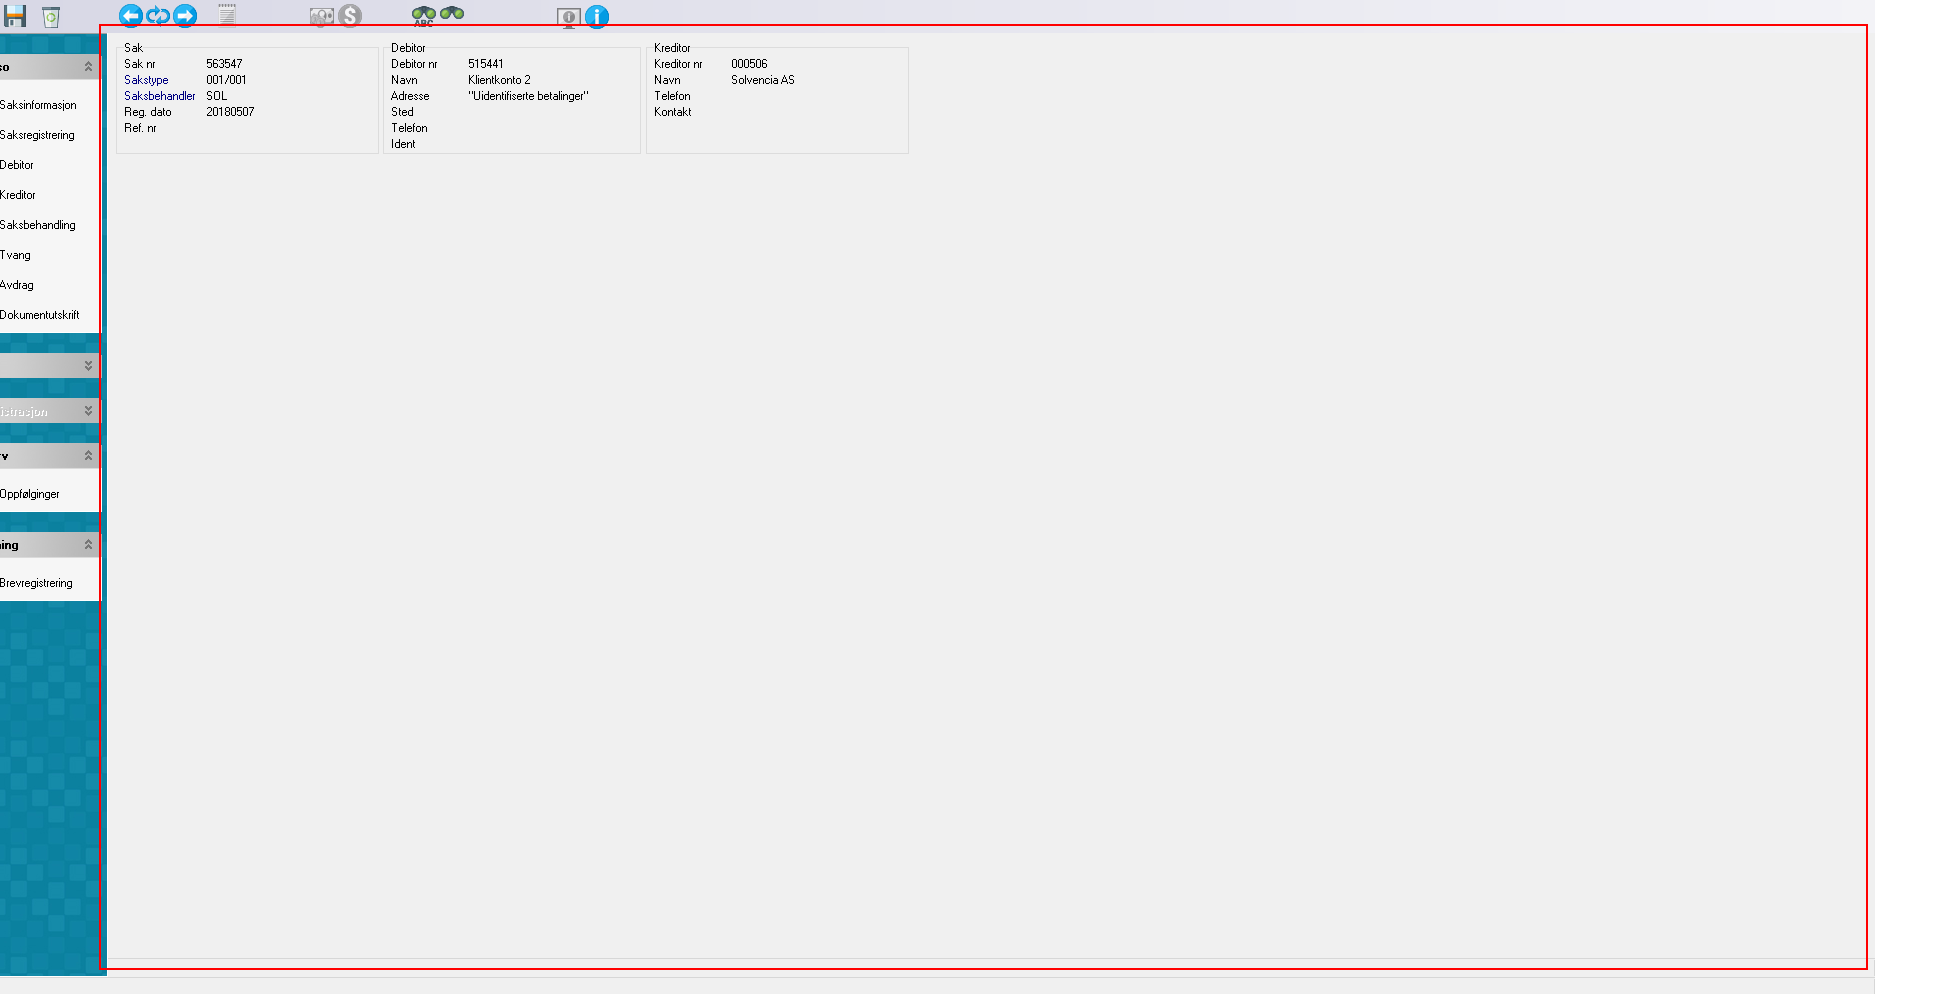 ABC
so
Saksinformasjon
Saksregistrering
Debitor
Kreditor
Saksbehandling
Tvang
Avdrag
Dokumentutskrift
istrasjon
rv
Oppfølginger
ning
Brevregistrering
Sak
Sak nr 563547
Sakstype 001/001
Saksbehandler SOL
Reg. dato 20180507
Ref. nr
Debitor
Debitor nr 515441
Navn Klientkonto 2
Adresse "Uidentifiserte betalinger"
Sted
Telefon
Ident
Kreditor
Kreditor nr 000506
Navn Solvencia AS
Telefon
Kontakt